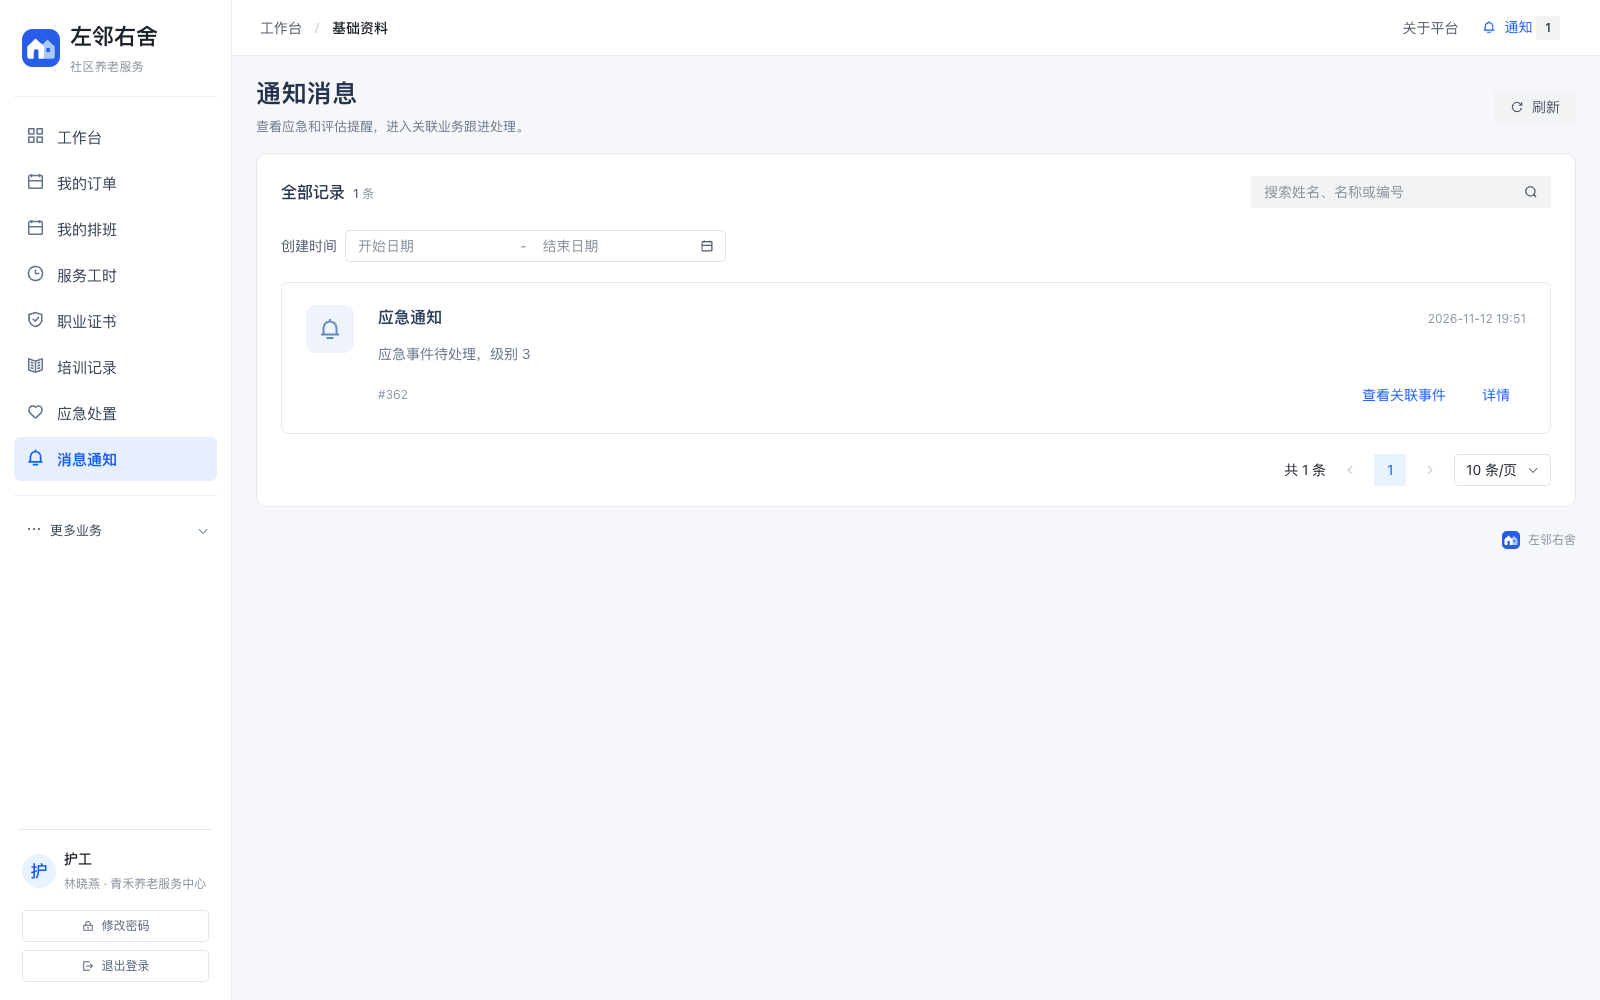 左邻右舍
社区养老服务
工作台
我的订单
我的排班
服务工时
职业证书
培训记录
应急处置
消息通知
更多业务
护
护工
林晓燕 · 青禾养老服务中心
修改密码
退出登录
工作台 / 基础资料
关于平台 通知 1
通知消息
查看应急和评估提醒，进入关联业务跟进处理。
刷新
全部记录 1 条
搜索姓名、名称或编号
创建时间 开始日期 - 结束日期
应急通知
2026-11-12 19:51
应急事件待处理，级别 3
#362
查看关联事件 详情
共 1 条 1 10 条/页
左邻右舍